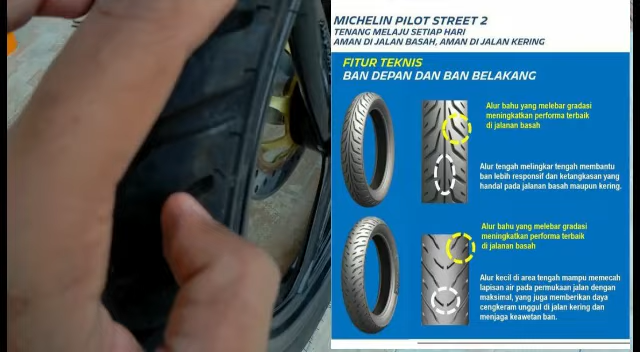 MICHELIN PILOT STREET 2
TENANG MELAJU SETIAP HARI
AMAN DI JALAN BASAH, AMAN DI JALAN KERING
FITUR TEKNIS
BAN DEPAN DAN BAN BELAKANG
Alur bahu yang melebar gradasi
meningkatkan performa terbaik
di jalanan basah
Alur tengah melingkar tengah membantu
ban lebih responsif dan ketangkasan yang
handal pada jalanan basah maupun kering.
Alur bahu yang melebar gradasi
meningkatkan performa terbaik
di jalanan basah
Alur kecil di area tengah mampu memecah
lapisan air pada permukaan jalan dengan
maksimal, yang juga memberikan daya
cengkeram unggul di jalan kering dan
menjaga keawetan ban.